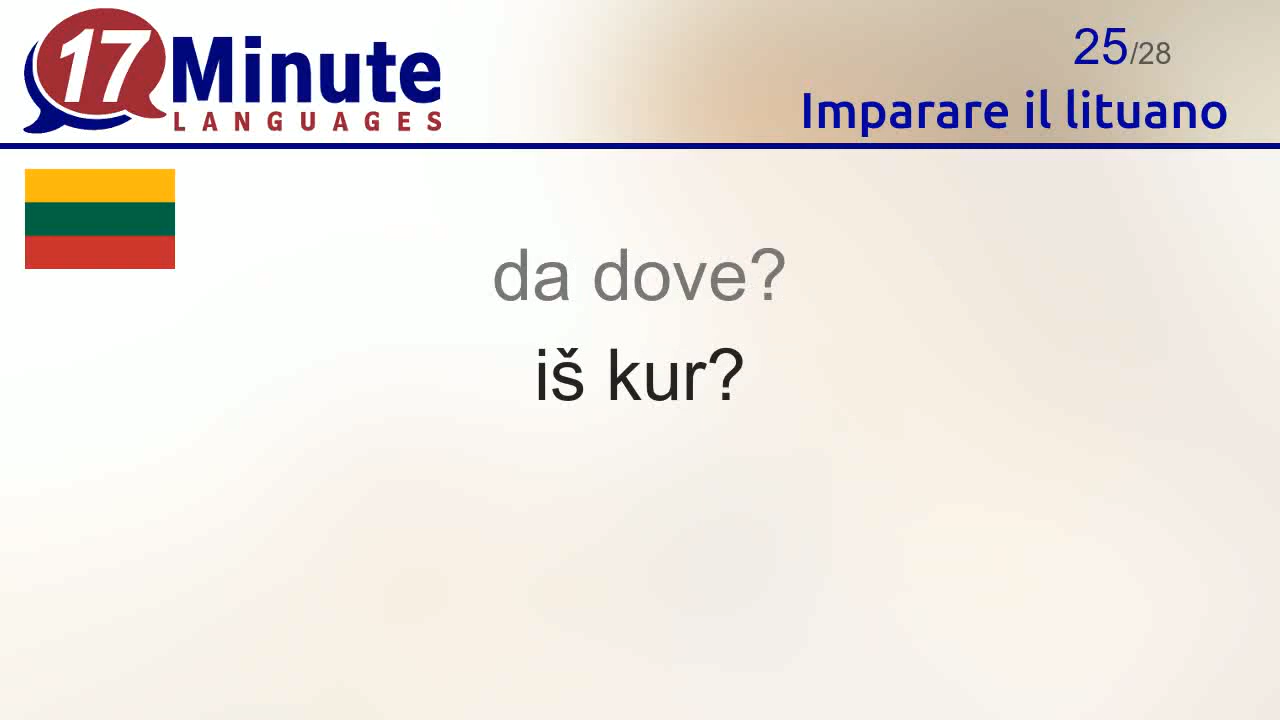 17 Minute
LANGUAGES
25/28
Imparare il lituano
da dove?
iš kur?